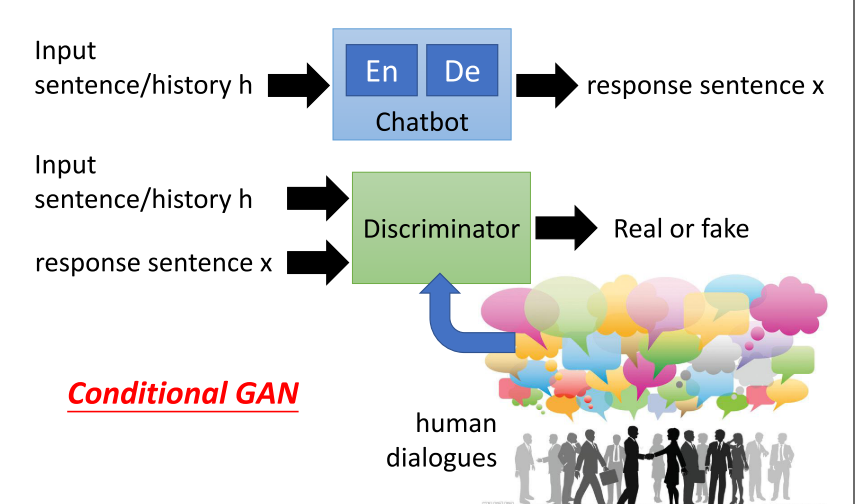 Input
sentence/history h
En
De
Chatbot
response sentence x
Input
sentence/history h
response sentence x
Discriminator
Real or fake
Conditional GAN
human
dialogues